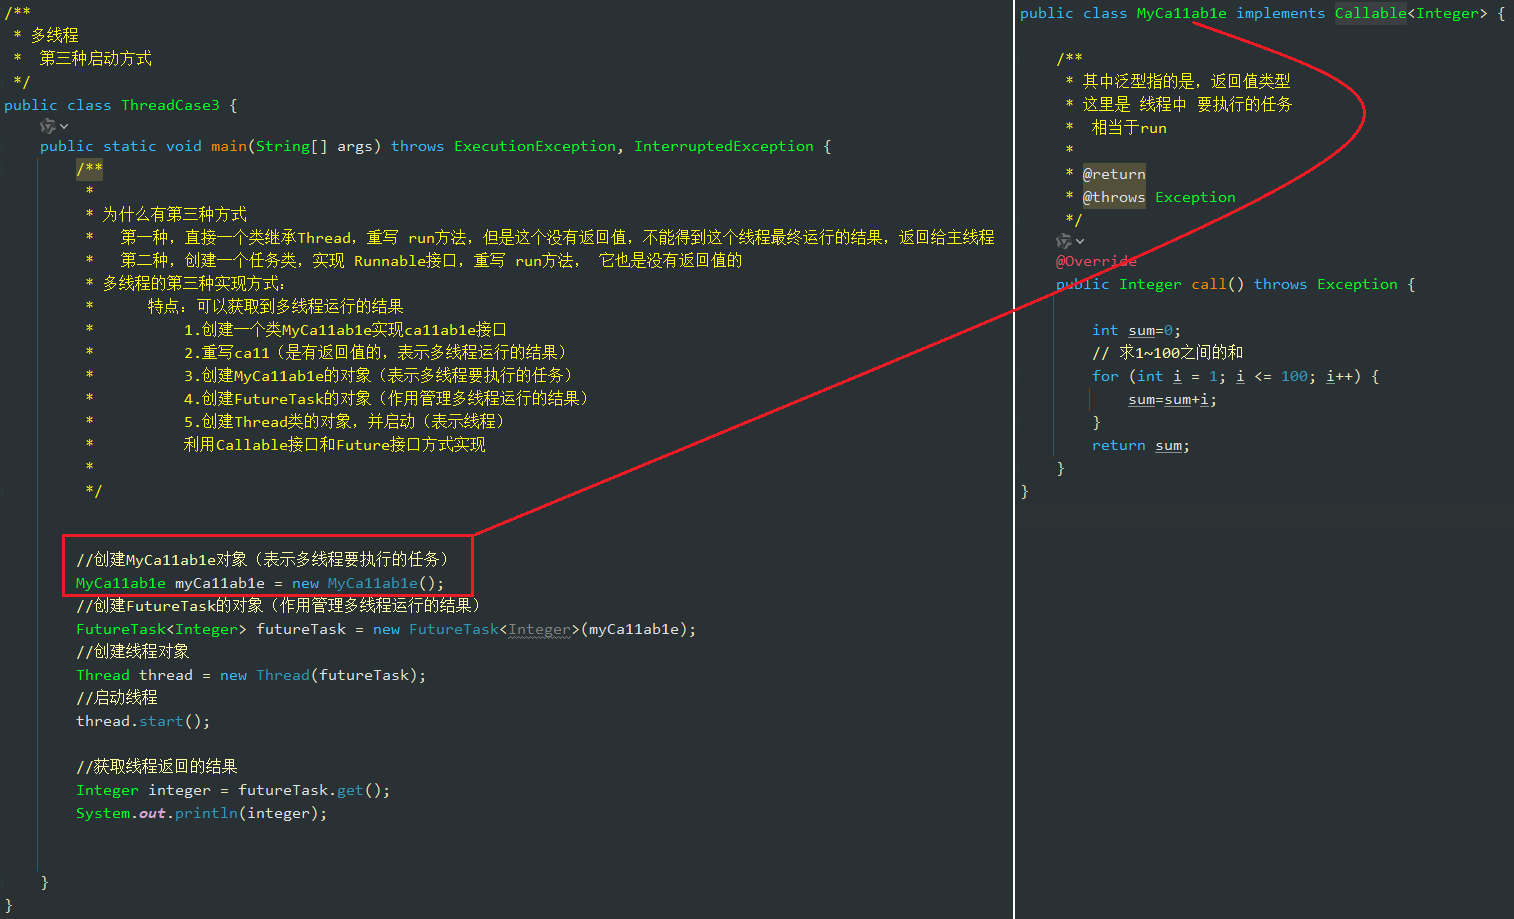 /**
 * 多线程
 *  第三种启动方式
 */
public class ThreadCase3 {
public static void main(String[] args) throws ExecutionException, InterruptedException {
/**
 *
 * 为什么有第三种方式
 *   第一种，直接一个类继承Thread，重写 run方法，但是这个没有返回值，不能得到这个线程最终运行的结果，返回给主线程
 *   第二种，创建一个任务类，实现 Runnable接口，重写 run方法， 它也是没有返回值的
 * 多线程的第三种实现方式：
 *      特点：可以获取到多线程运行的结果
 *          1.创建一个类MyCa11ab1e实现ca11ab1e接口
 *          2.重写ca11（是有返回值的，表示多线程运行的结果）
 *          3.创建MyCa11ab1e的对象（表示多线程要执行的任务）
 *          4.创建FutureTask的对象（作用管理多线程运行的结果）
 *          5.创建Thread类的对象，并启动（表示线程）
 *          利用Callable接口和Future接口方式实现
 *
 */
//创建MyCa11ab1e对象（表示多线程要执行的任务）
MyCa11ab1e myCa11ab1e = new MyCa11ab1e();
//创建FutureTask的对象（作用管理多线程运行的结果）
FutureTask<Integer> futureTask = new FutureTask<Integer>(myCa11ab1e);
//创建线程对象
Thread thread = new Thread(futureTask);
//启动线程
thread.start();
//获取线程返回的结果
Integer integer = futureTask.get();
System.out.println(integer);
}
}
public class MyCa11ab1e implements Callable<Integer> {
/**
 * 其中泛型指的是，返回值类型
 * 这里是 线程中 要执行的任务
 *  相当于run
 *
 * @return
 * @throws Exception
 */
@Override
public Integer call() throws Exception {
int sum=0;
// 求1~100之间的和
for (int i = 1; i <= 100; i++) {
sum=sum+i;
}
return sum;
}
}